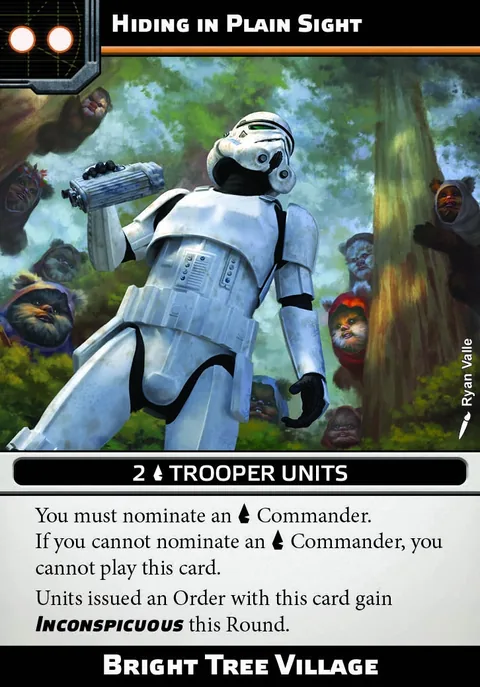 Hiding in Plain Sight
Ryan Valle
2 TROOPER UNITS
You must nominate an Commander.
If you cannot nominate an Commander, you
cannot play this card.
Units issued an Order with this card gain
Inconspicuous this Round.
Bright Tree Village